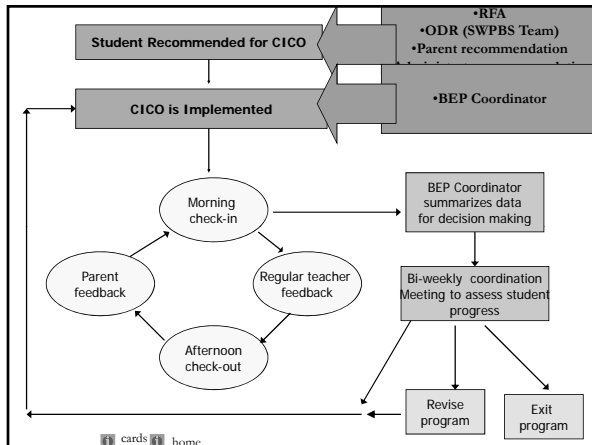 •RFA
•ODR (SWPBS Team)
•Parent recommendation
Student Recommended for CICO
CICO is Implemented
•BEP Coordinator
Morning
check-in
BEP Coordinator
summarizes data
for decision making
Parent
feedback
Regular teacher
feedback
Bi-weekly coordination
Meeting to assess student
progress
Afternoon
check-out
Revise
program
Exit
program
cards home